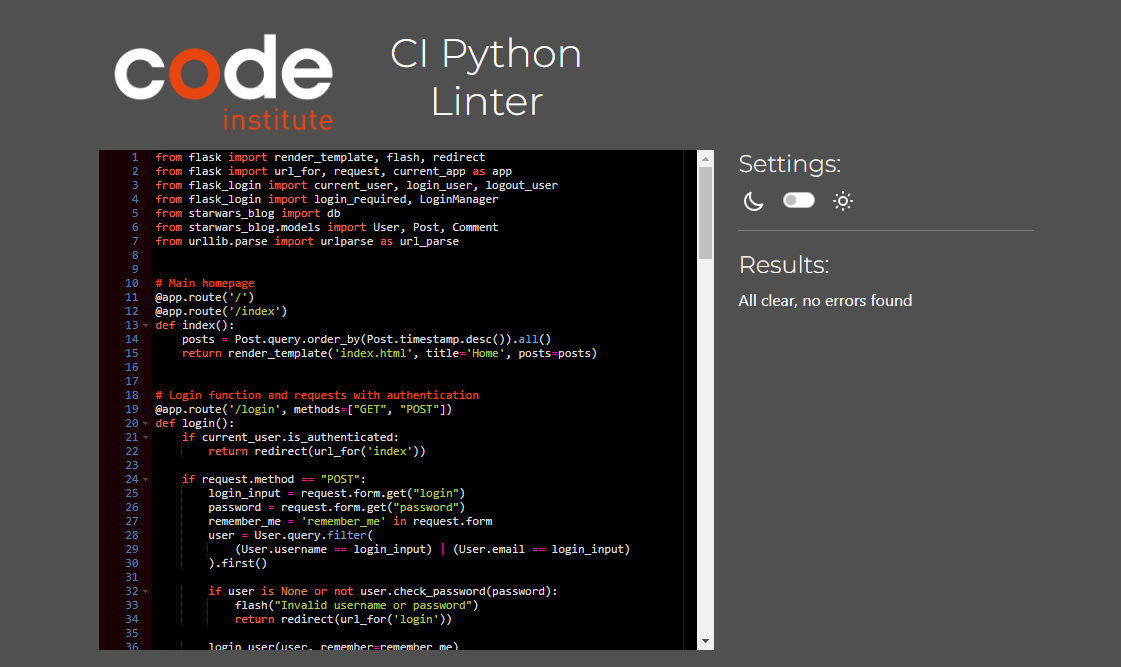 code
institute
CI Python
Linter
1 from flask import render_template, flash, redirect
2 from flask import url_for, request, current_app as app
3 from flask_login import current_user, login_user, logout_user
4 from flask_login import login_required, LoginManager
5 from starwars_blog import db
6 from starwars_blog.models import User, Post, Comment
7 from urllib.parse import urlparse as url_parse
8
9
10 # Main homepage
11 @app.route('/')
12 @app.route('/index')
13 def index():
14     posts = Post.query.order_by(Post.timestamp.desc()).all()
15     return render_template('index.html', title='Home', posts=posts)
16
17
18 # Login function and requests with authentication
19 @app.route('/login', methods=["GET", "POST"])
20 def login():
21     if current_user.is_authenticated:
22         return redirect(url_for('index'))
23
24     if request.method == "POST":
25         login_input = request.form.get("login")
26         password = request.form.get("password")
27         remember_me = 'remember_me' in request.form
28         user = User.query.filter(
29             (User.username == login_input) | (User.email == login_input)
30         ).first()
31
32         if user is None or not user.check_password(password):
33             flash("Invalid username or password")
34             return redirect(url_for('login'))
35
36         login_user(user, remember=remember_me)
Settings:
Results:
All clear, no errors found